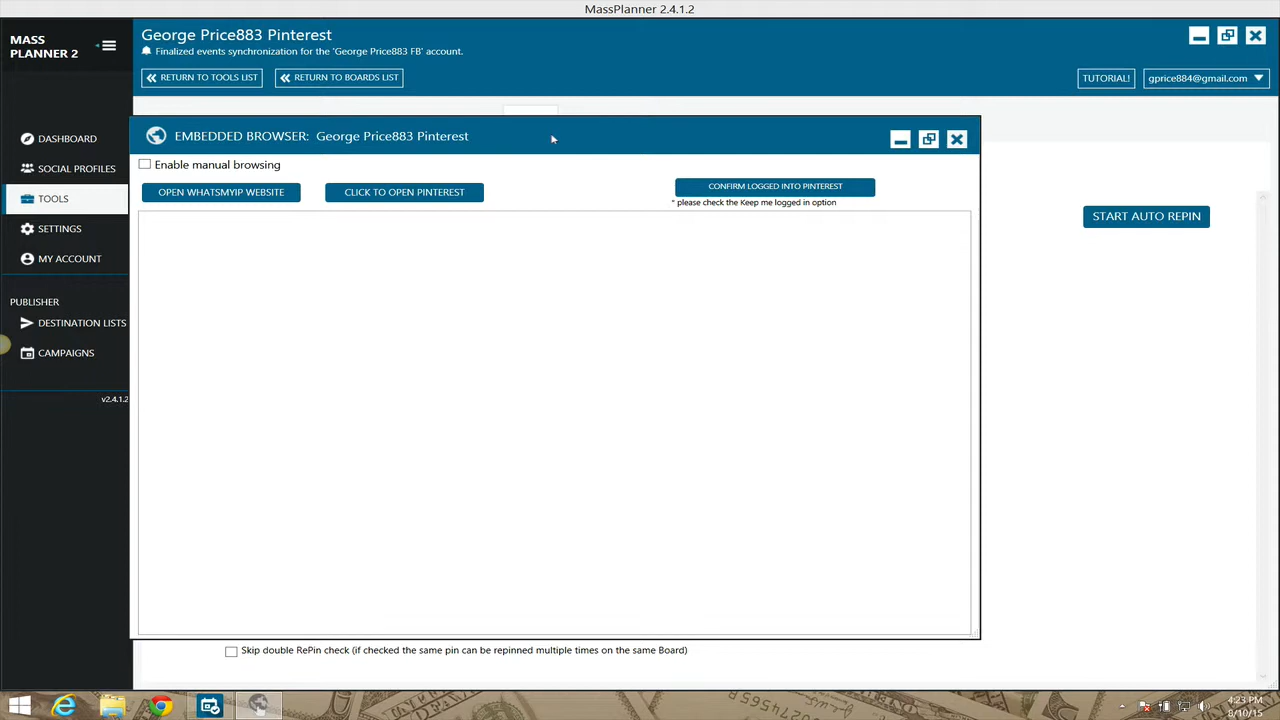 MassPlanner 2.4.1.2
MASS
PLANNER 2
George Price883 Pinterest
Finalized events synchronization for the 'George Price883 FB' account.
RETURN TO TOOLS LIST
RETURN TO BOARDS LIST
TUTORIAL!
gprice884@gmail.com
EMBEDDED BROWSER: George Price883 Pinterest
Enable manual browsing
OPEN WHATSMYIP WEBSITE
CLICK TO OPEN PINTEREST
CONFIRM LOGGED INTO PINTEREST
* please check the Keep me logged in option
DASHBOARD
SOCIAL PROFILES
TOOLS
SETTINGS
MY ACCOUNT
PUBLISHER
DESTINATION LISTS
CAMPAIGNS
v2.4.1.2
START AUTO REPIN
Skip double RePin check (if checked the same pin can be repinned multiple times on the same Board)
4:23 PM
8/10/15